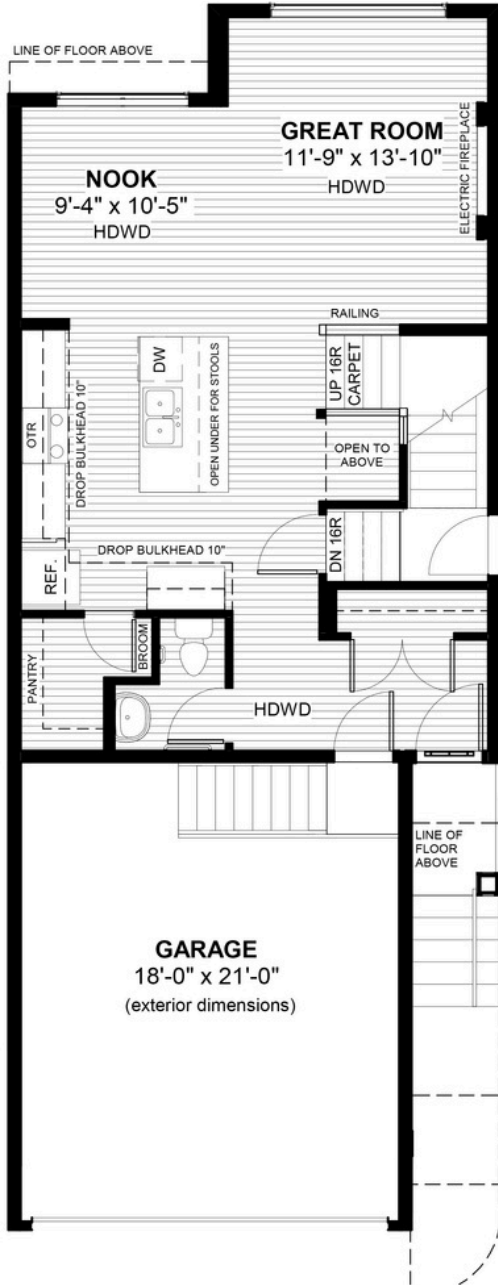 LINE OF FLOOR ABOVE
GREAT ROOM
11'-9" x 13'-10"
HDWD
ELECTRIC FIREPLACE
NOOK
9'-4" x 10'-5"
HDWD
RAILING
UP 16R
CARPET
DW
OPEN UNDER FOR STOOLS
OTR
DROP BULKHEAD 10"
OPEN TO
ABOVE
DN 16R
DROP BULKHEAD 10"
REF.
BROOM
PANTRY
HDWD
LINE OF
FLOOR
ABOVE
GARAGE
18'-0" x 21'-0"
(exterior dimensions)